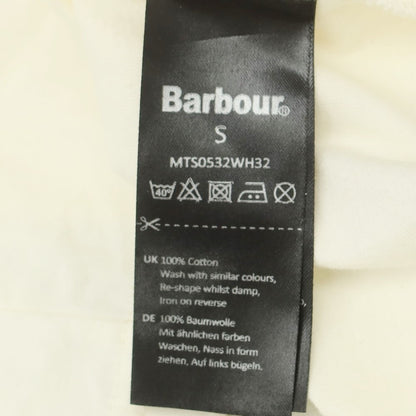 Barbour®
S
MTS0532WH32
40°
UK 100% Cotton
Wash with similar colours,
Re-shape whilst damp,
Iron on reverse
DE 100% Baumwolle
Mit ähnlichen farben
Waschen, Nass in form
ziehen, Auf links bügeln.